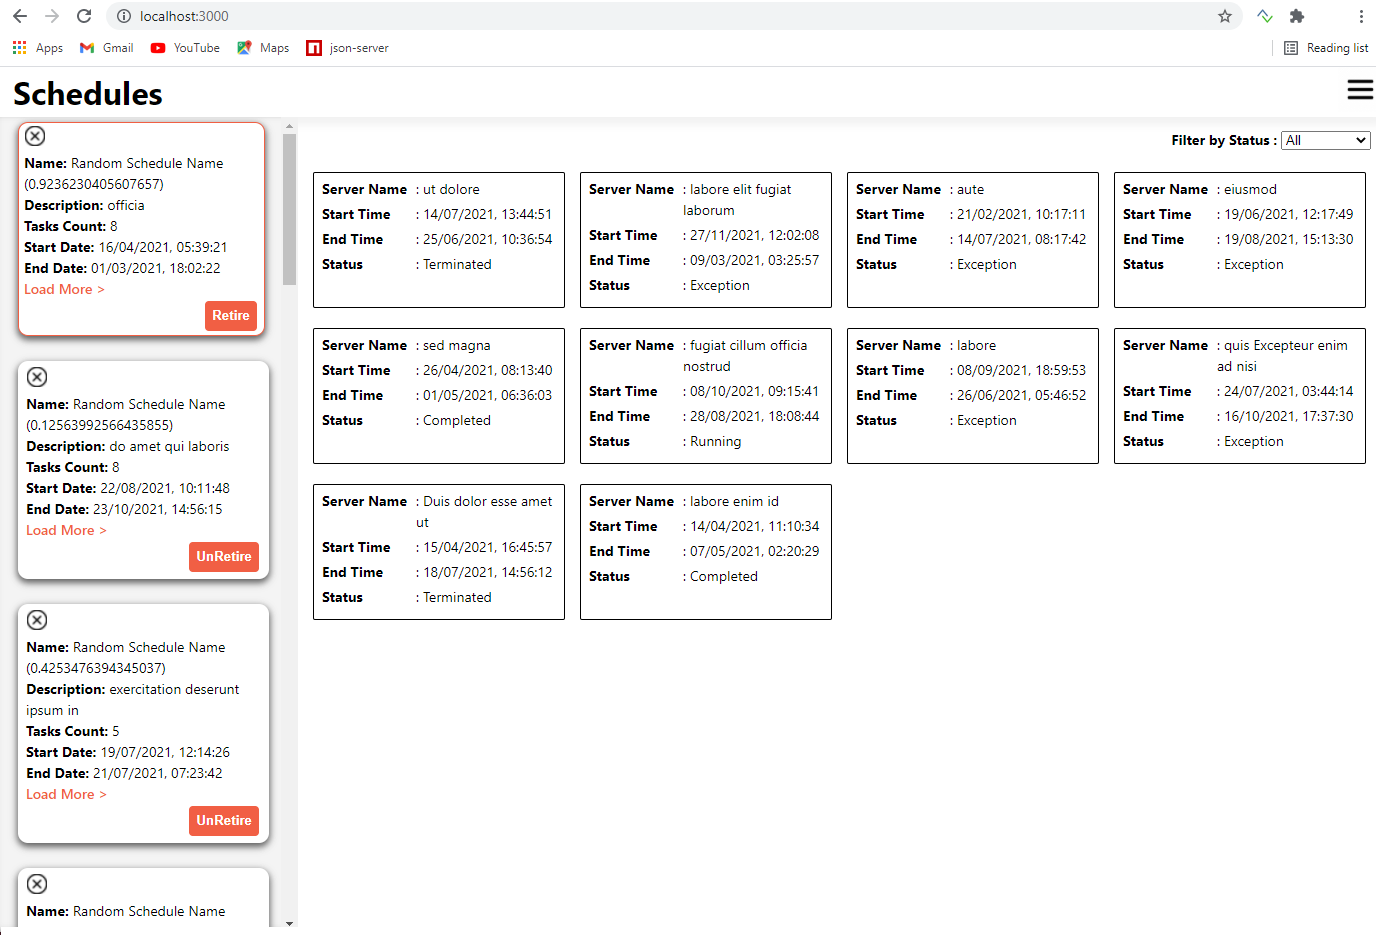 localhost:3000
Apps Gmail YouTube Maps json-server Reading list
Schedules
Name: Random Schedule Name
(0.9236230405607657)
Description: officia
Tasks Count: 8
Start Date: 16/04/2021, 05:39:21
End Date: 01/03/2021, 18:02:22
Load More >
Retire
Name: Random Schedule Name
(0.12563992566435855)
Description: do amet qui laboris
Tasks Count: 8
Start Date: 22/08/2021, 10:11:48
End Date: 23/10/2021, 14:56:15
Load More >
UnRetire
Name: Random Schedule Name
(0.4253476394345037)
Description: exercitation deserunt
ipsum in
Tasks Count: 5
Start Date: 19/07/2021, 12:14:26
End Date: 21/07/2021, 07:23:42
Load More >
UnRetire
Name: Random Schedule Name
Filter by Status : All
Server Name : ut dolore
Start Time : 14/07/2021, 13:44:51
End Time : 25/06/2021, 10:36:54
Status : Terminated
Server Name : labore elit fugiat
laborum
Start Time : 27/11/2021, 12:02:08
End Time : 09/03/2021, 03:25:57
Status : Exception
Server Name : aute
Start Time : 21/02/2021, 10:17:11
End Time : 14/07/2021, 08:17:42
Status : Exception
Server Name : eiusmod
Start Time : 19/06/2021, 12:17:49
End Time : 19/08/2021, 15:13:30
Status : Exception
Server Name : sed magna
Start Time : 26/04/2021, 08:13:40
End Time : 01/05/2021, 06:36:03
Status : Completed
Server Name : fugiat cillum officia
nostrud
Start Time : 08/10/2021, 09:15:41
End Time : 28/08/2021, 18:08:44
Status : Running
Server Name : labore
Start Time : 08/09/2021, 18:59:53
End Time : 26/06/2021, 05:46:52
Status : Exception
Server Name : quis Excepteur enim
ad nisi
Start Time : 24/07/2021, 03:44:14
End Time : 16/10/2021, 17:37:30
Status : Exception
Server Name : Duis dolor esse amet
ut
Start Time : 15/04/2021, 16:45:57
End Time : 18/07/2021, 14:56:12
Status : Terminated
Server Name : labore enim id
Start Time : 14/04/2021, 11:10:34
End Time : 07/05/2021, 02:20:29
Status : Completed